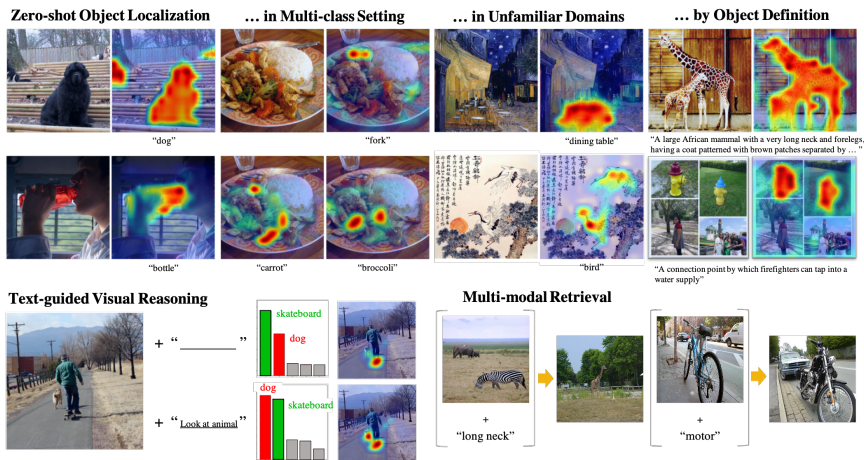 Zero-shot Object Localization
… in Multi-class Setting
… in Unfamiliar Domains
… by Object Definition
“dog”
“fork”
“dining table”
“A large African mammal with a very long neck and forelegs,
having a coat patterned with brown patches separated by … ”
“bottle”
“carrot”
“broccoli”
“bird”
“A connection point by which firefighters can tap into a
water supply”
Text-guided Visual Reasoning
Multi-modal Retrieval
+ “ ________ ”
skateboard
dog
+ “ Look at animal ”
dog
skateboard
+
“long neck”
+
“motor”